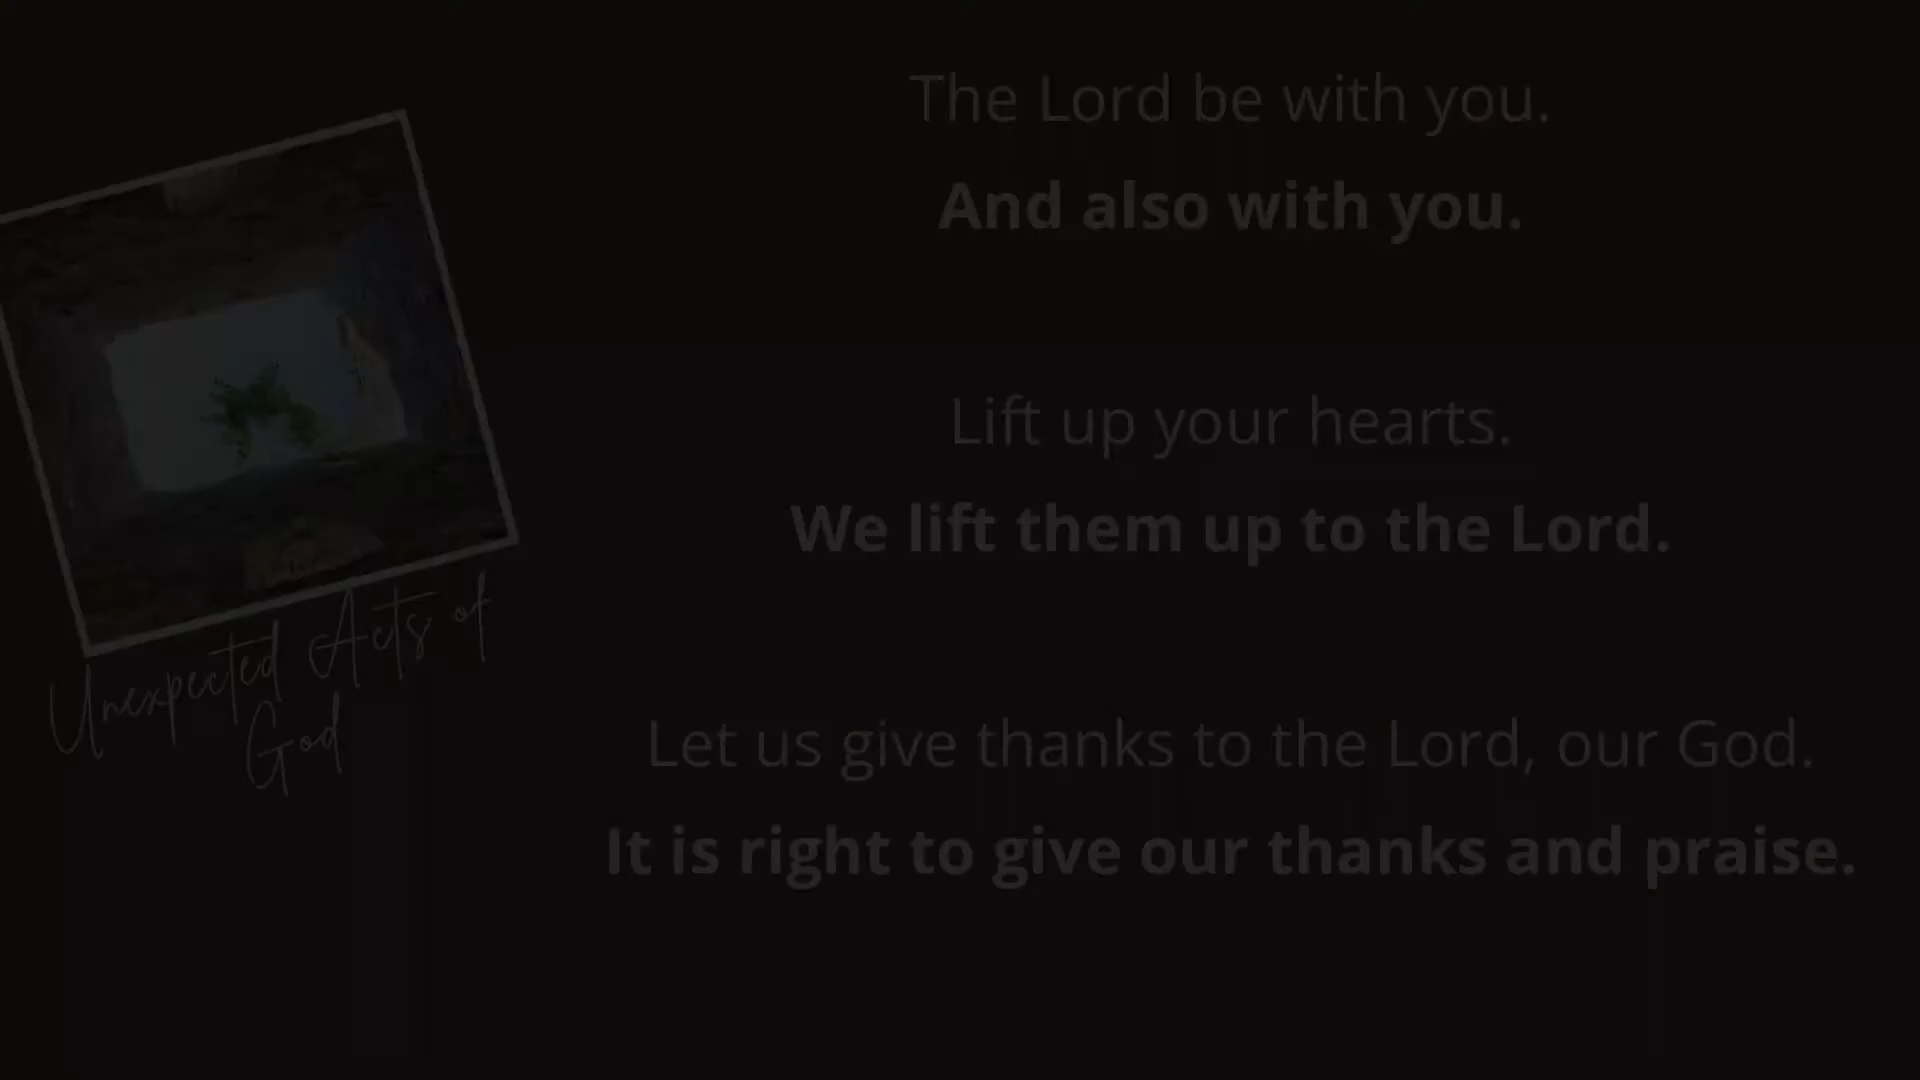 The Lord be with you.
And also with you.
Lift up your hearts.
We lift them up to the Lord.
Let us give thanks to the Lord, our God.
It is right to give our thanks and praise.
Unexpected Acts of
God